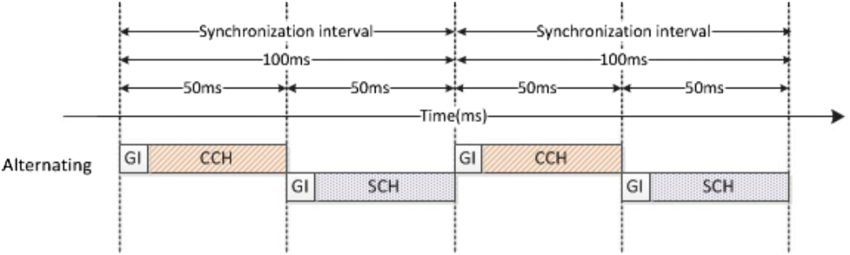 Synchronization interval Synchronization interval
100ms 100ms
50ms 50ms 50ms 50ms
Time(ms)
GI CCH GI CCH
Alternating
GI SCH GI SCH